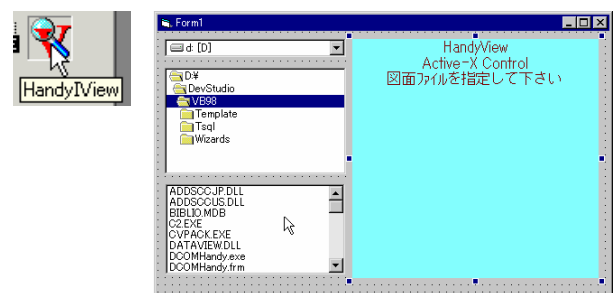 HandyIView
Form1
d: [D]
D:¥
DevStudio
VB98
Template
Tsql
Wizards
ADDSCCJP.DLL
ADDSCCUS.DLL
BIBLIO.MDB
C2.EXE
CVPACK.EXE
DATAVIEW.DLL
DCOMHandy.exe
DCOMHandy.frm
HandyView
Active-X Control
図面ファイルを指定して下さい